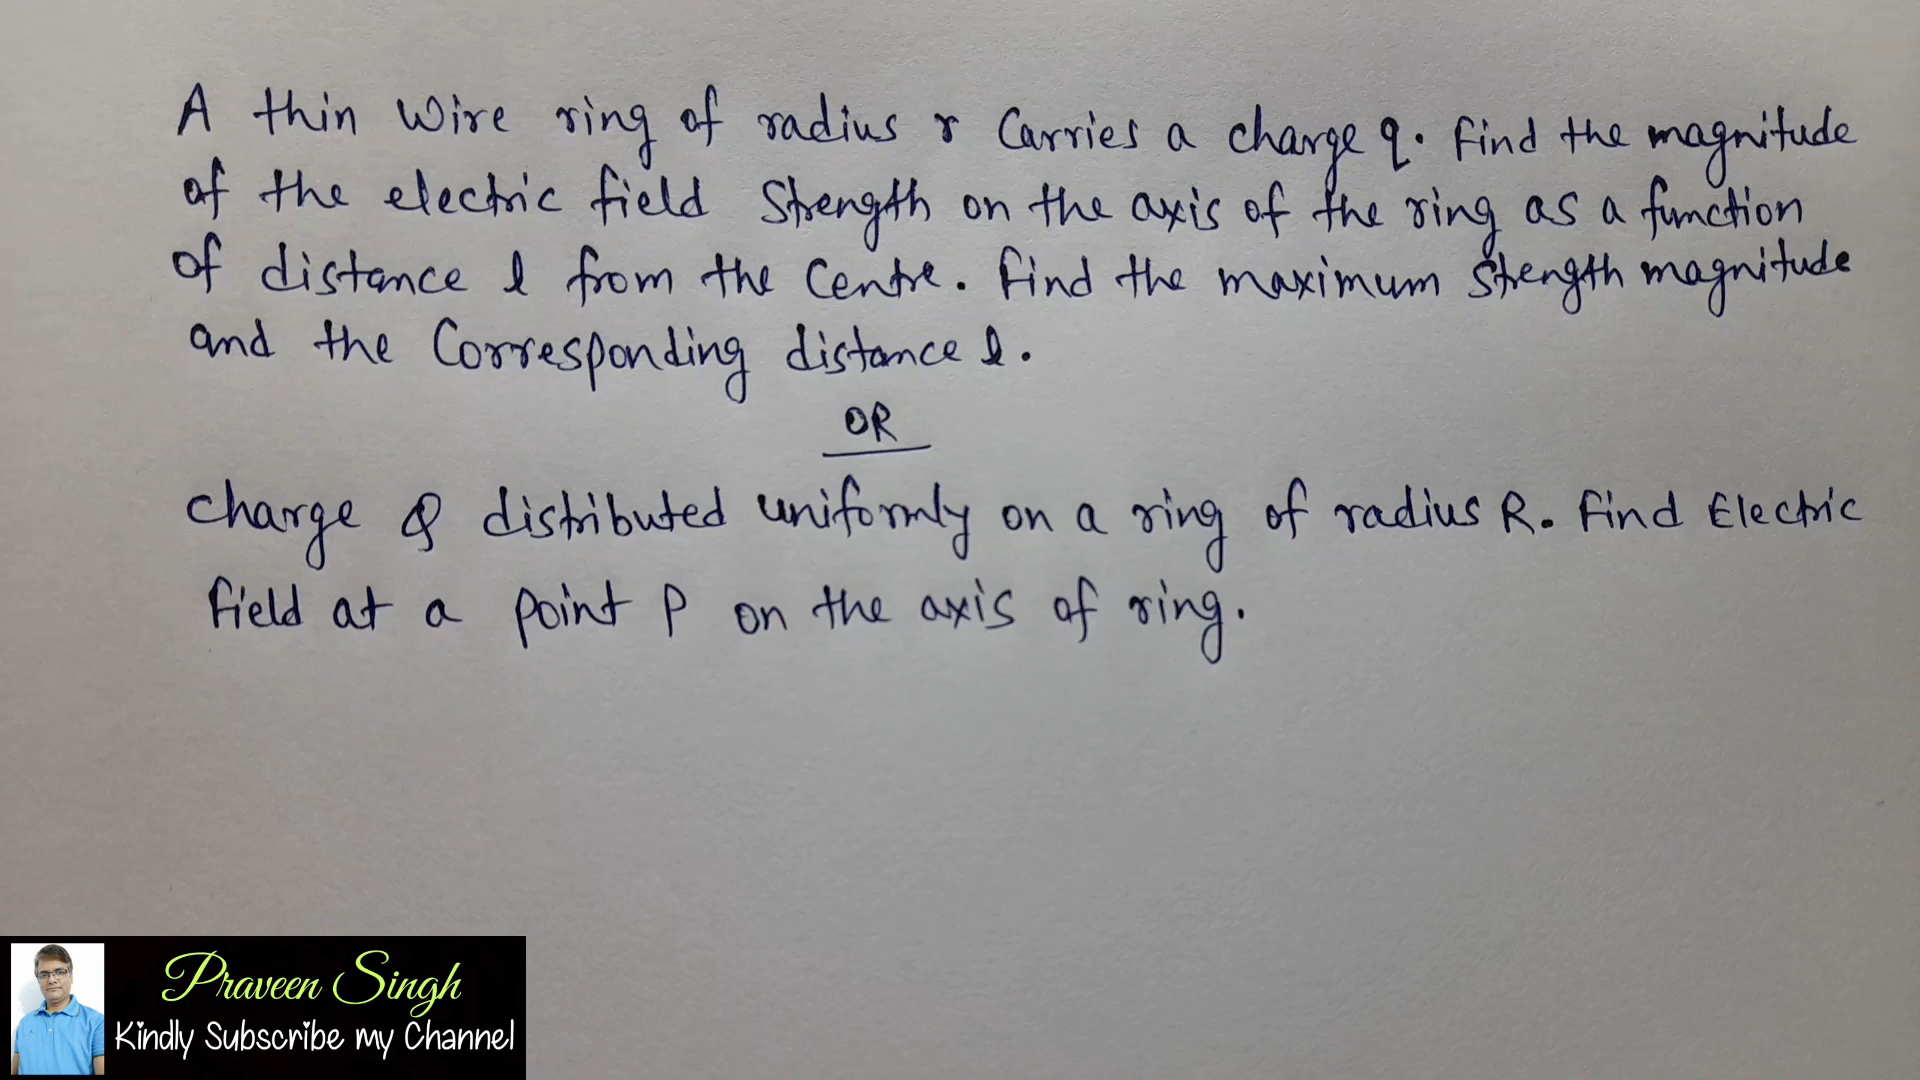 A thin Wire ring of radius r Carries a charge q. Find the magnitude
of the electric field Strength on the axis of the ring as a function
of distance l from the Centre. Find the maximum Strength magnitude
and the Corresponding distance l.
OR
Charge Q distributed uniformly on a ring of radius R. Find Electric
Field at a point P on the axis of ring.
Praveen Singh
Kindly Subscribe my Channel